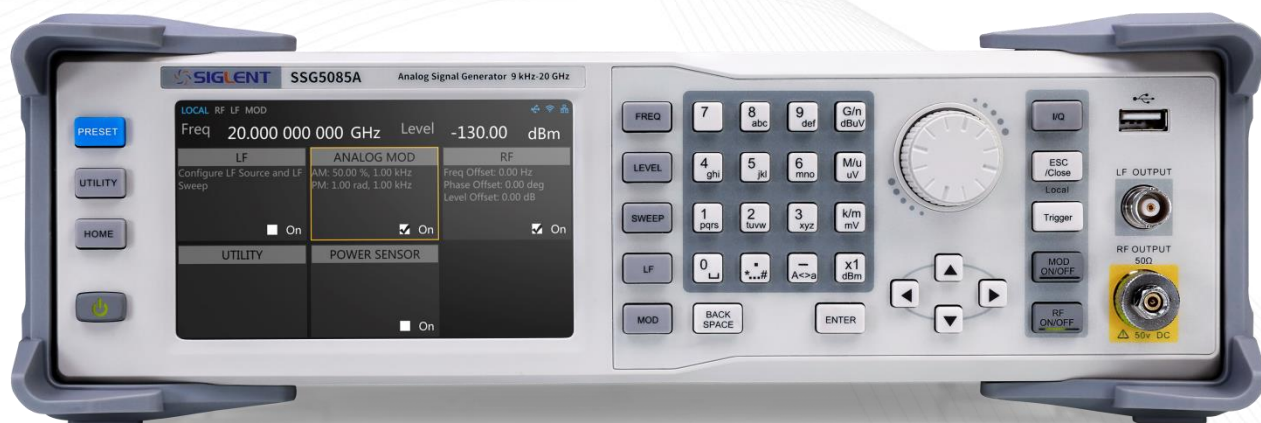 SIGLENT SSG5085A Analog Signal Generator 9 kHz-20 GHz
LOCAL RF LF MOD
Freq 20.000 000 000 GHz Level -130.00 dBm
LF
Configure LF Source and LF
Sweep
On
ANALOG MOD
AM: 50.00 %, 1.00 kHz
PM: 1.00 rad, 1.00 kHz
On
RF
Freq Offset: 0.00 Hz
Phase Offset: 0.00 deg
Level Offset: 0.00 dB
On
UTILITY
POWER SENSOR
On
PRESET
UTILITY
HOME
FREQ
LEVEL
SWEEP
LF
MOD
7
8 abc
9 def
G/n
dBuV
4 ghi
5 jkl
6 mno
M/u
uV
1 pqrs
2 tuvw
3 xyz
k/m
mV
0
.
*...#
–
A<>a
x1
dBm
BACK
SPACE
ENTER
I/Q
ESC
/Close
Local
Trigger
MOD
ON/OFF
RF
ON/OFF
LF OUTPUT
RF OUTPUT
50Ω
⚠ 50v DC